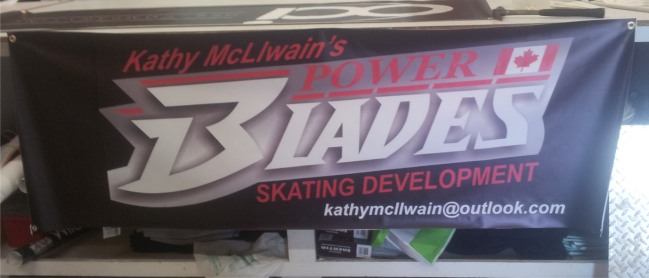 Kathy McLlwain's
POWER
BLADES
SKATING DEVELOPMENT
kathymcllwain@outlook.com